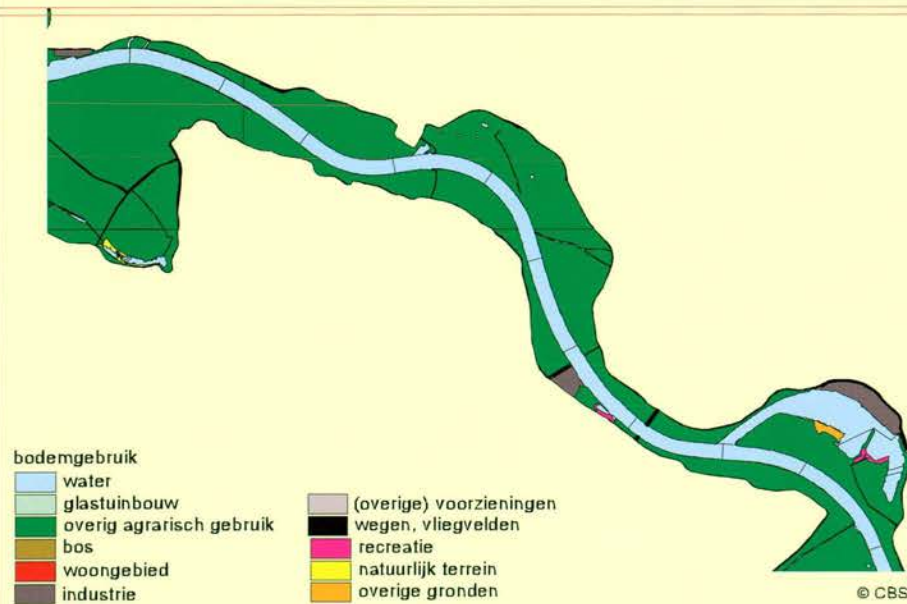 bodemgebruik
water
glastuinbouw
overig agrarisch gebruik
bos
woongebied
industrie
(overige) voorzieningen
wegen, vliegvelden
recreatie
natuurlijk terrein
overige gronden
© CBS